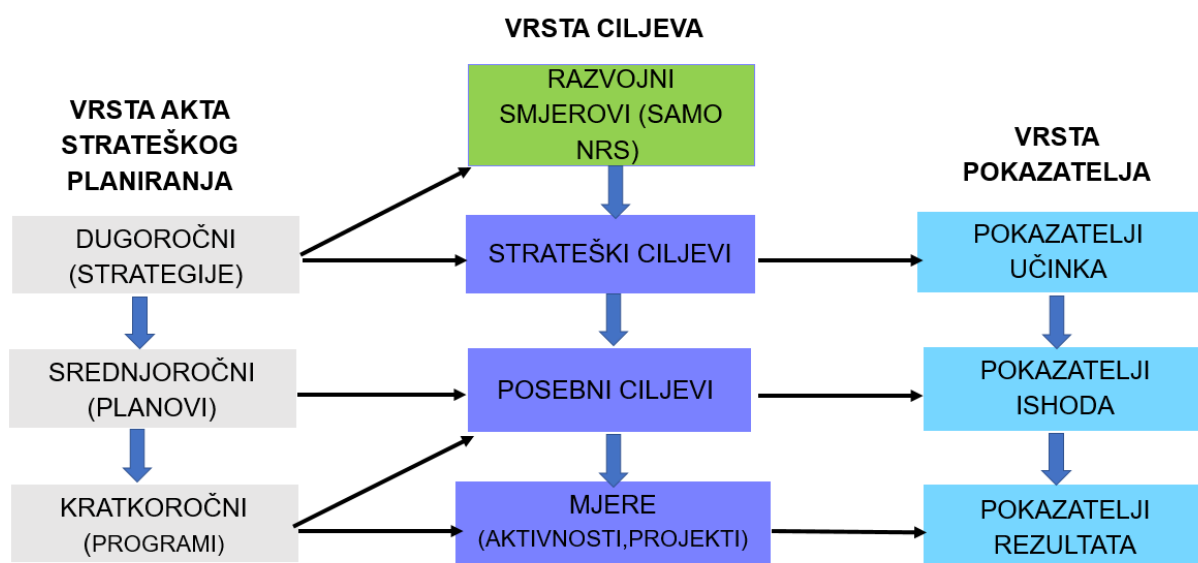 VRSTA CILJEVA
VRSTA AKTA
STRATEŠKOG
PLANIRANJA
RAZVOJNI
SMJEROVI (SAMO
NRS)
VRSTA
POKAZATELJA
DUGOROČNI
(STRATEGIJE)
STRATEŠKI CILJEVI
POKAZATELJI
UČINKA
SREDNJOROČNI
(PLANOVI)
POSEBNI CILJEVI
POKAZATELJI
ISHODA
KRATKOROČNI
(PROGRAMI)
MJERE
(AKTIVNOSTI,PROJEKTI)
POKAZATELJI
REZULTATA